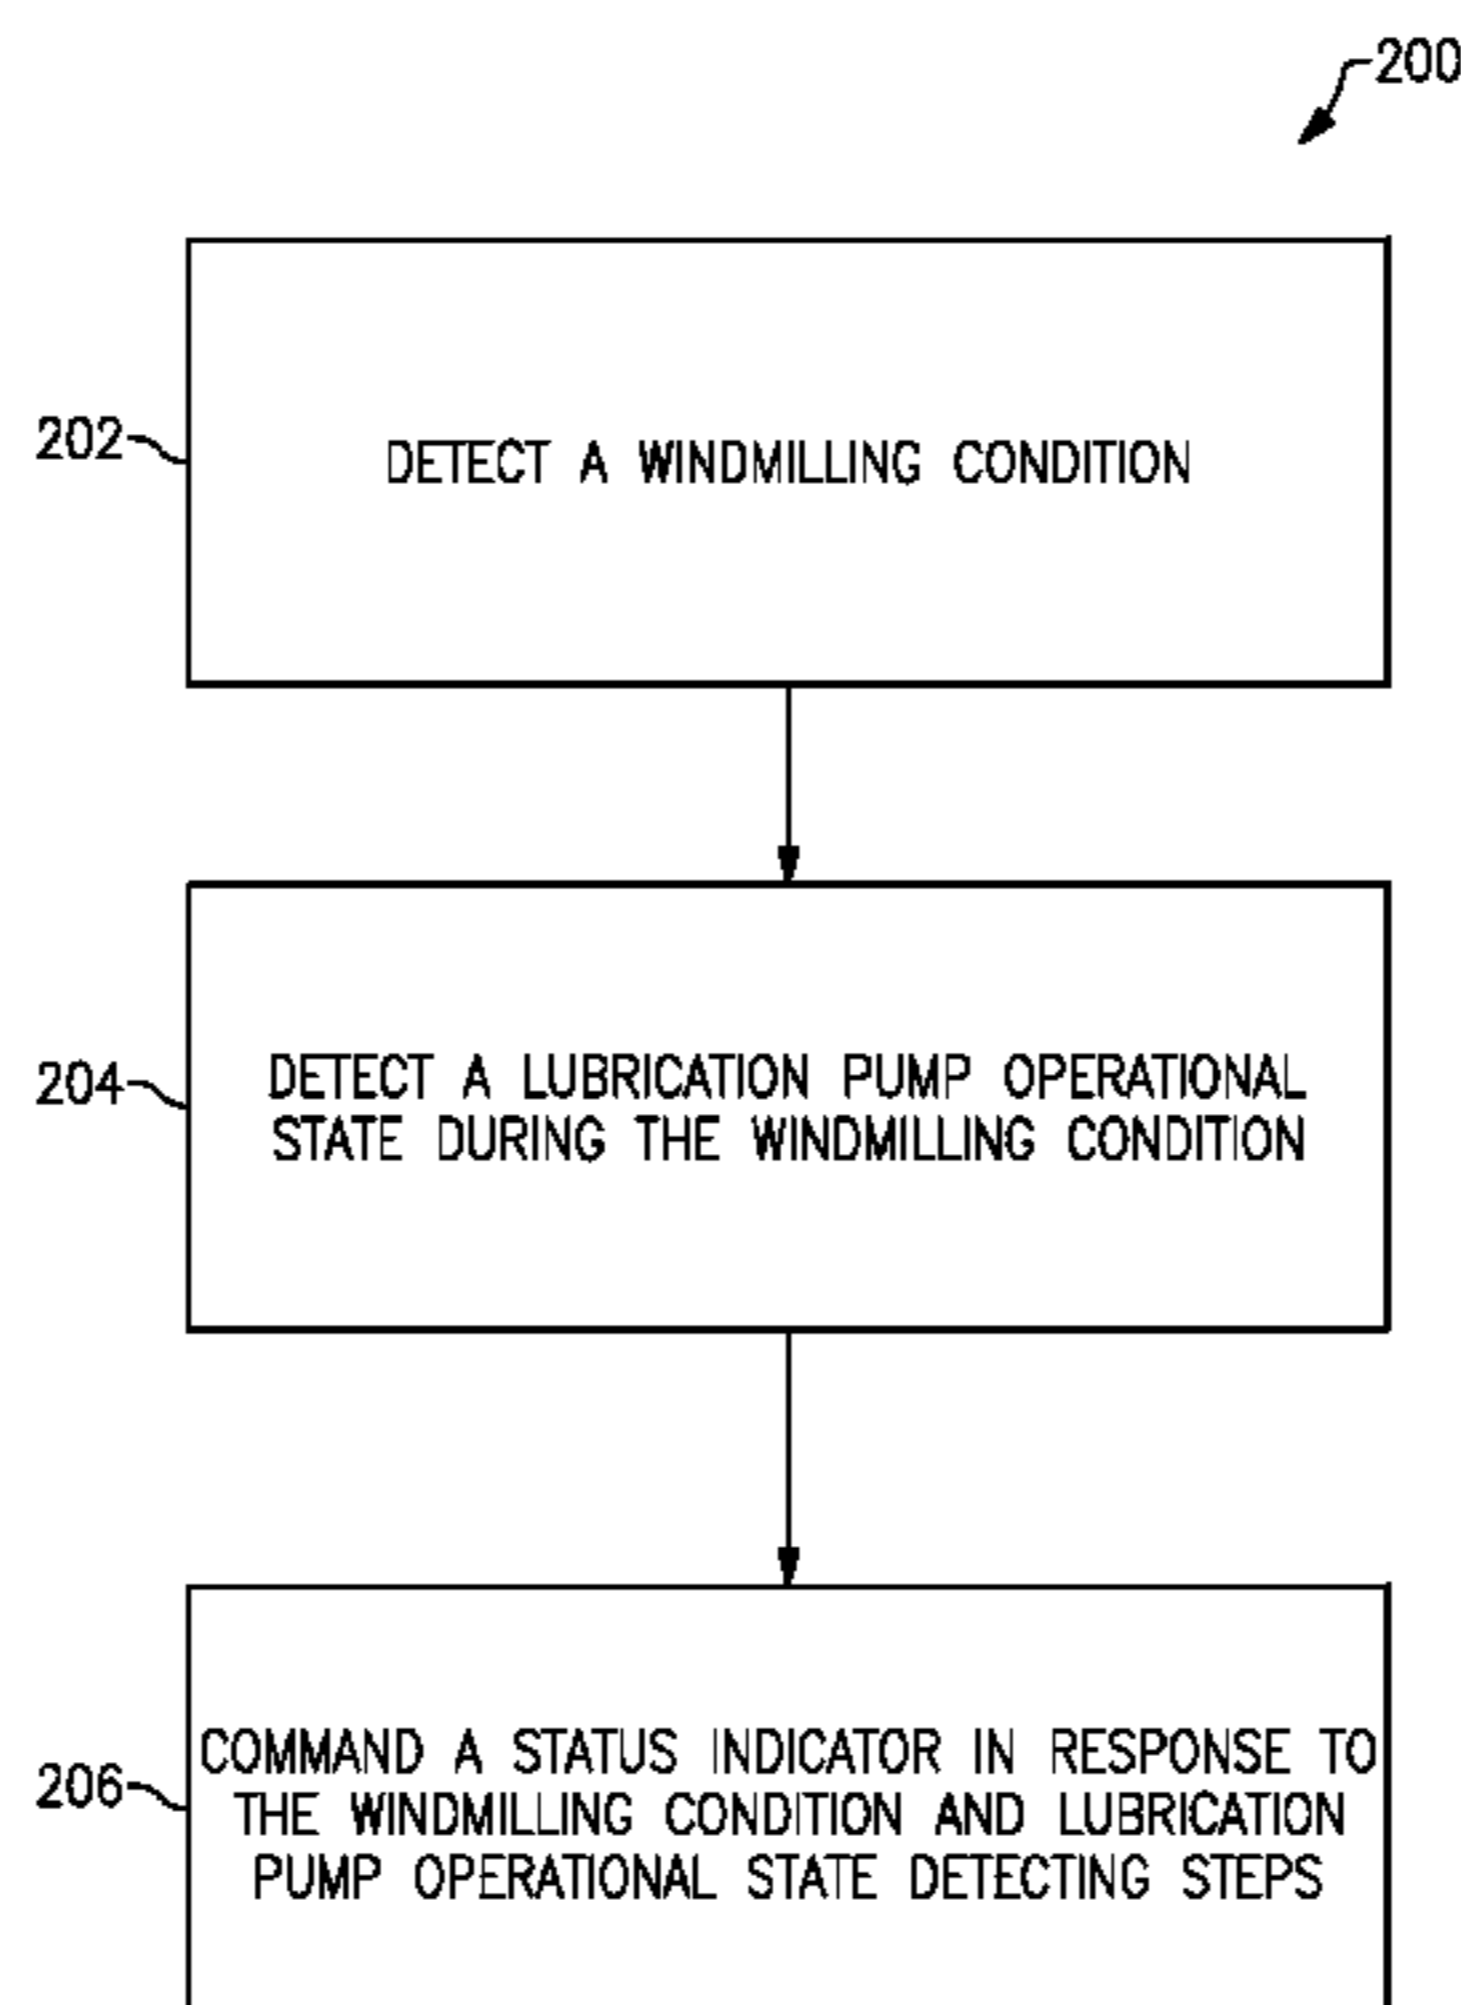 200
202
DETECT A WINDMILLING CONDITION
204
DETECT A LUBRICATION PUMP OPERATIONAL
STATE DURING THE WINDMILLING CONDITION
206
COMMAND A STATUS INDICATOR IN RESPONSE TO
THE WINDMILLING CONDITION AND LUBRICATION
PUMP OPERATIONAL STATE DETECTING STEPS